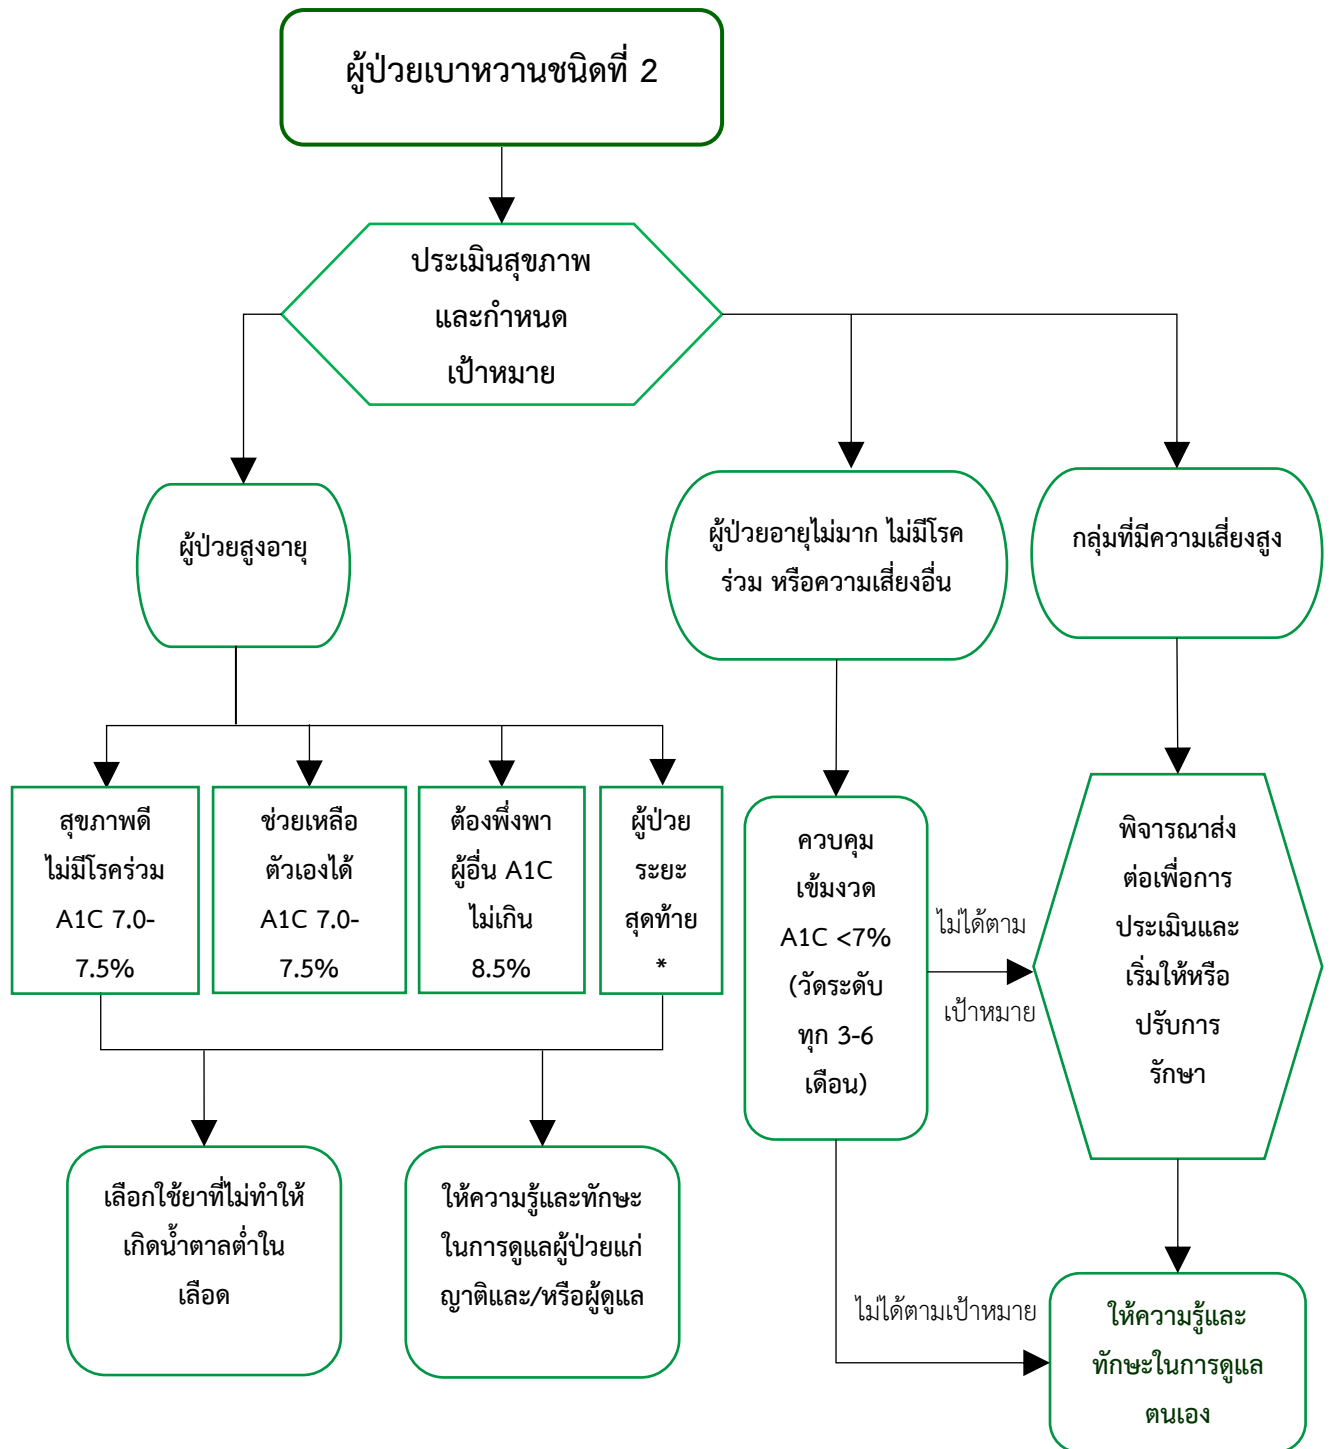 ผู้ป่วยเบาหวานชนิดที่ 2
ประเมินสุขภาพ
และกำหนด
เป้าหมาย
ผู้ป่วยสูงอายุ
ผู้ป่วยอายุไม่มาก ไม่มีโรค
ร่วม หรือความเสี่ยงอื่น
กลุ่มที่มีความเสี่ยงสูง
สุขภาพดี
ไม่มีโรคร่วม
A1C 7.0-
7.5%
ช่วยเหลือ
ตัวเองได้
A1C 7.0-
7.5%
ต้องพึ่งพา
ผู้อื่น A1C
ไม่เกิน
8.5%
ผู้ป่วย
ระยะ
สุดท้าย
*
ควบคุม
เข้มงวด
A1C <7%
(วัดระดับ
ทุก 3-6
เดือน)
ไม่ได้ตาม
เป้าหมาย
พิจารณาส่ง
ต่อเพื่อการ
ประเมินและ
เริ่มให้หรือ
ปรับการ
รักษา
เลือกใช้ยาที่ไม่ทำให้
เกิดน้ำตาลต่ำใน
เลือด
ให้ความรู้และทักษะ
ในการดูแลผู้ป่วยแก่
ญาติและ/หรือผู้ดูแล
ไม่ได้ตามเป้าหมาย
ให้ความรู้และ
ทักษะในการดูแล
ตนเอง